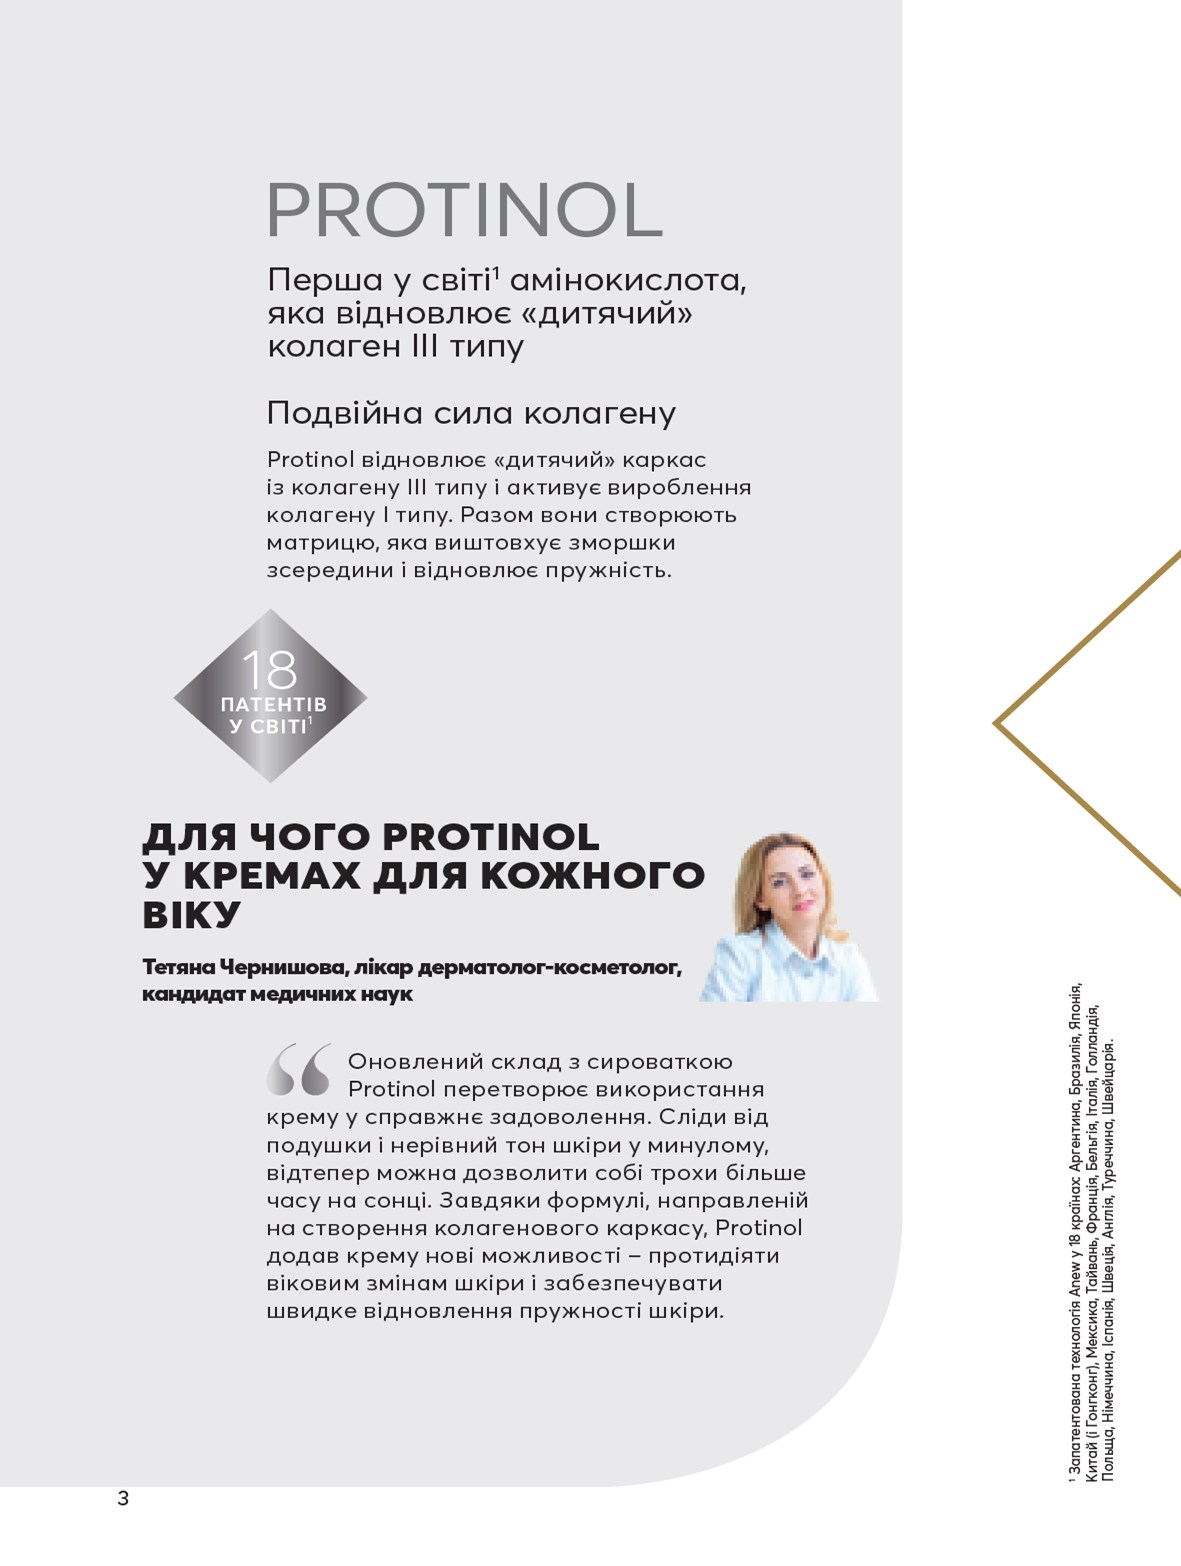 PROTINOL
Перша у світі¹ амінокислота,
яка відновлює «дитячий»
колаген III типу
Подвійна сила колагену
Protinol відновлює «дитячий» каркас
із колагену III типу і активує вироблення
колагену I типу. Разом вони створюють
матрицю, яка виштовхує зморшки
зсередини і відновлює пружність.
18
ПАТЕНТІВ
У СВІТІ¹
ДЛЯ ЧОГО PROTINOL
У КРЕМАХ ДЛЯ КОЖНОГО
ВІКУ
Тетяна Чернишова, лікар дерматолог-косметолог,
кандидат медичних наук
“ Оновлений склад з сироваткою
Protinol перетворює використання
крему у справжнє задоволення. Сліди від
подушки і нерівний тон шкіри у минулому,
відтепер можна дозволити собі трохи більше
часу на сонці. Завдяки формулі, направленій
на створення колагенового каркасу, Protinol
додав крему нові можливості – протидіяти
віковим змінам шкіри і забезпечувати
швидке відновлення пружності шкіри.
¹ Запатентована технологія Anew у 18 країнах: Аргентина, Бразилія, Японія,
Китай (і Гонгконг), Мексика, Тайвань, Франція, Бельгія, Італія, Голландія,
Польща, Німеччина, Іспанія, Швеція, Англія, Туреччина, Швейцарія.
3